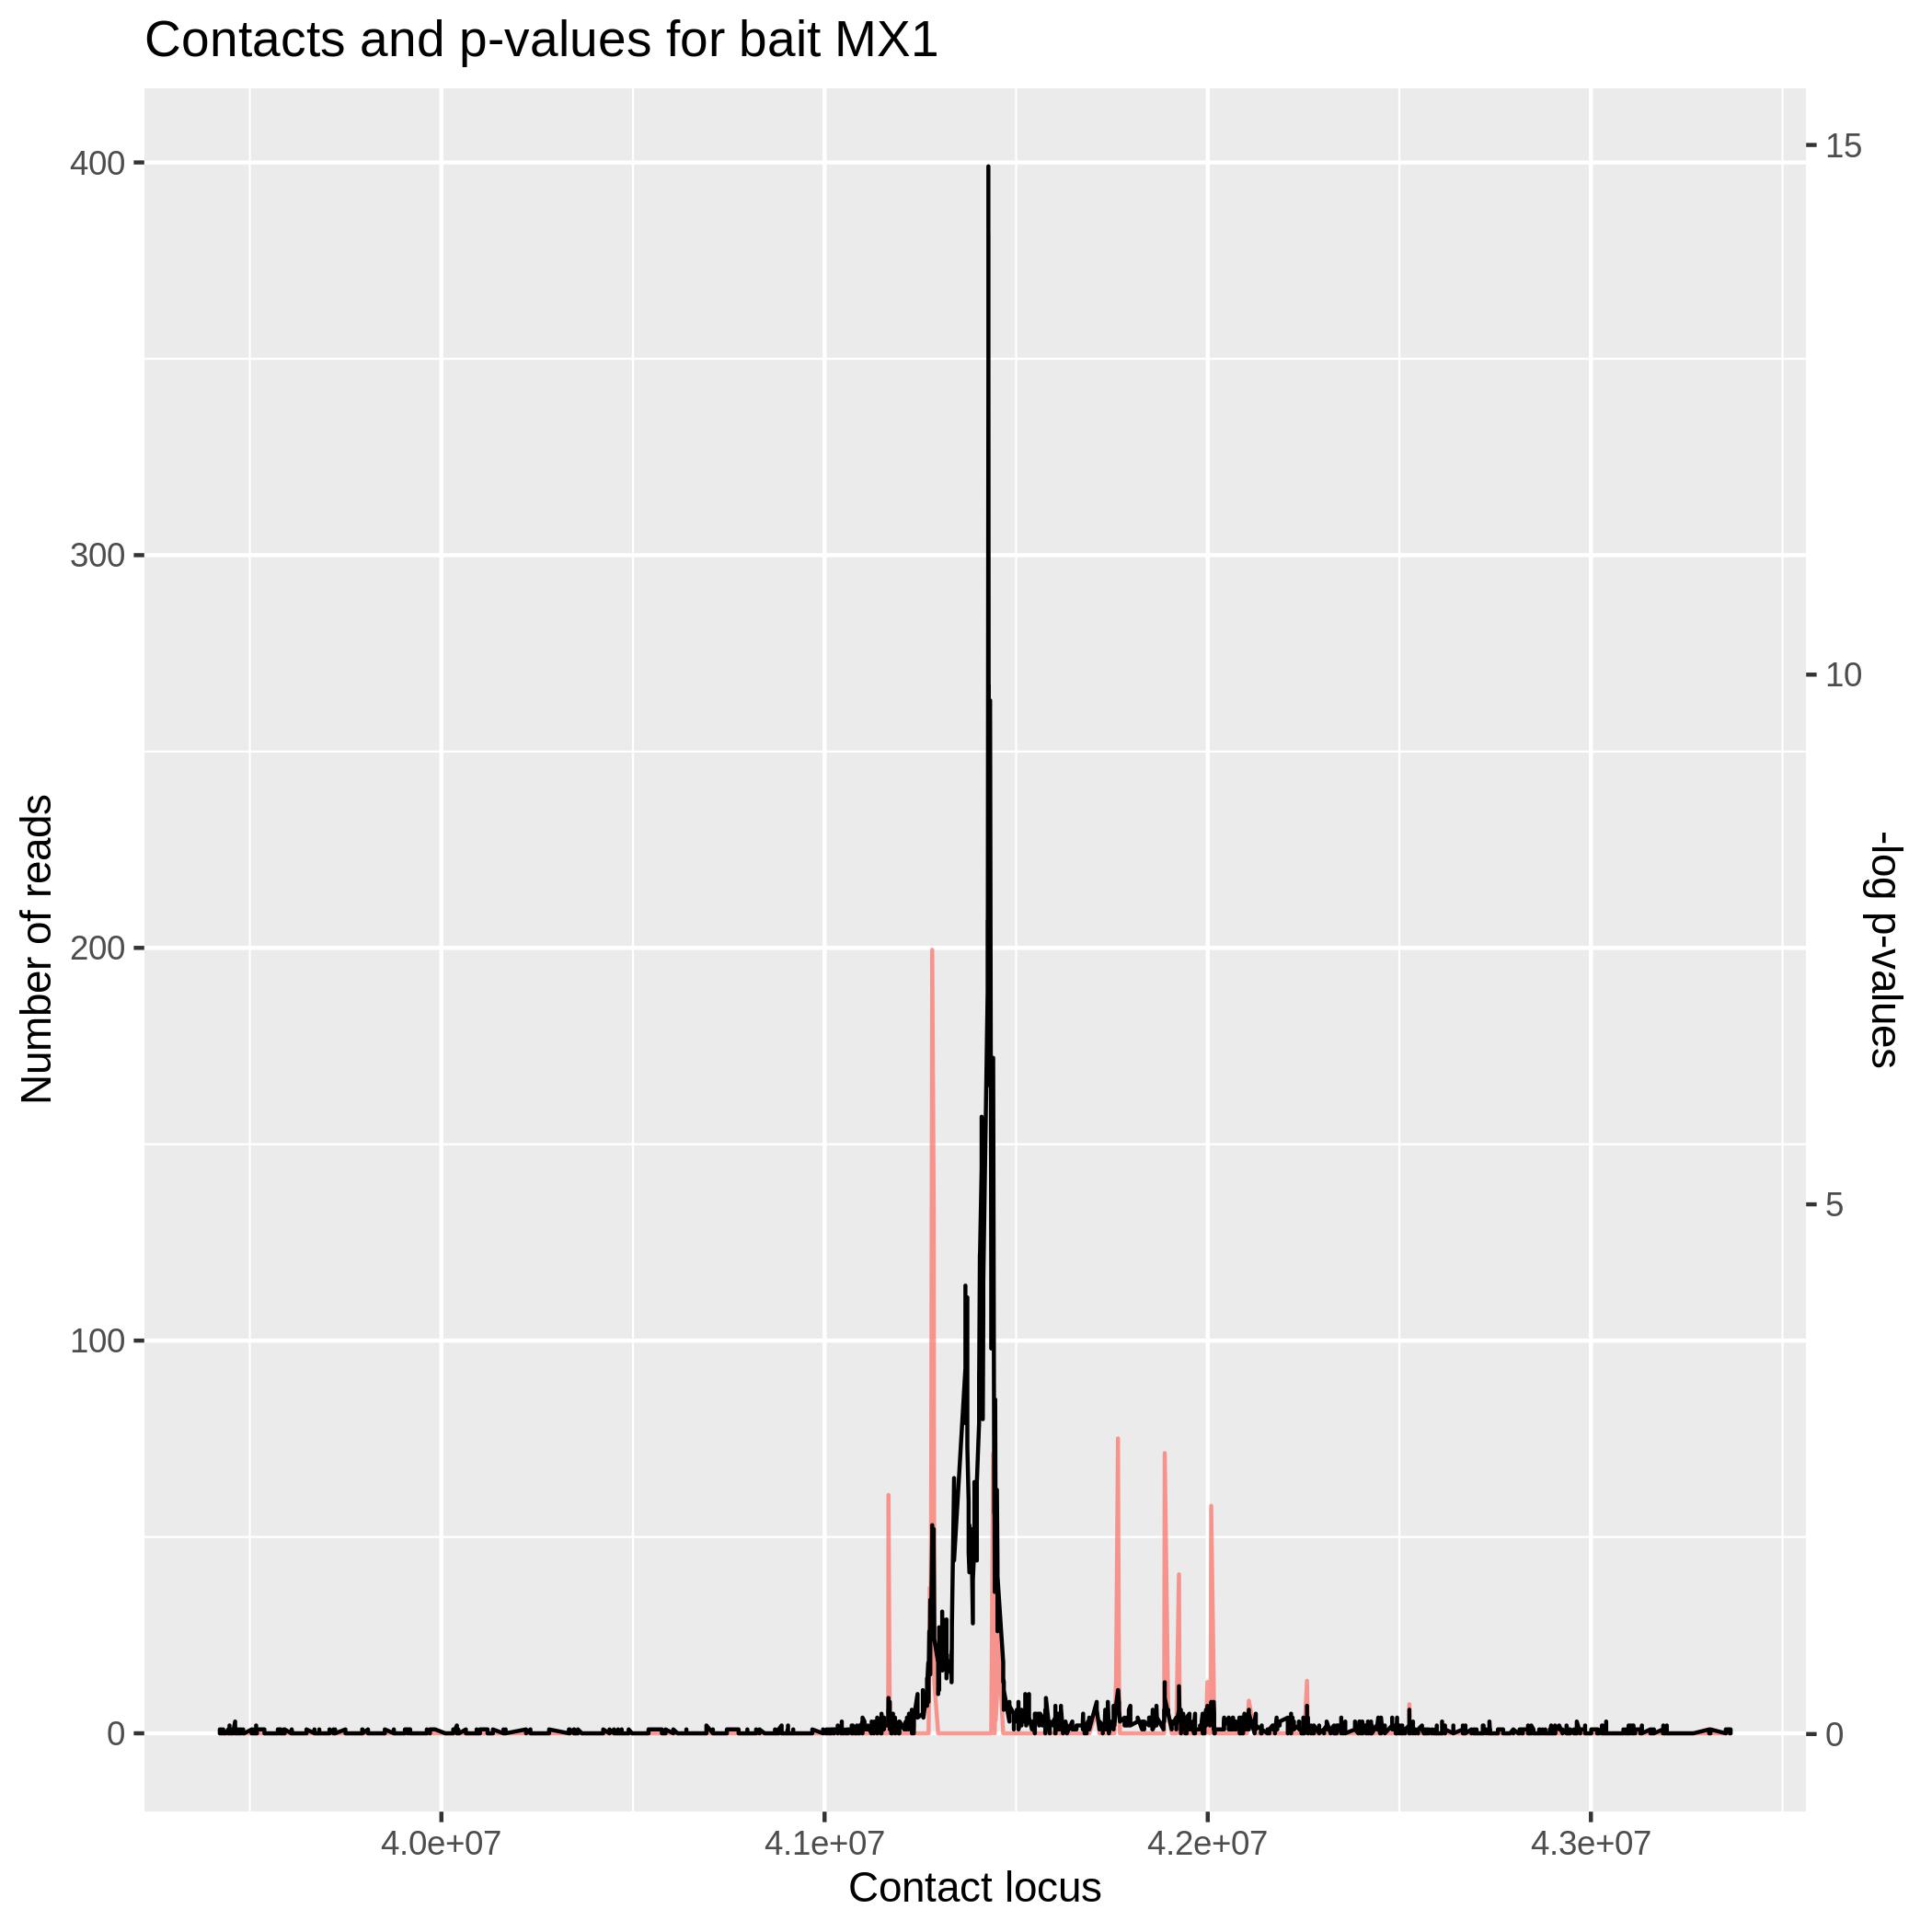 Contacts and p-values for bait MX1
400
300
200
100
0
Number of reads
15
10
5
0
-log p-values
4.0e+07
4.1e+07
4.2e+07
4.3e+07
Contact locus